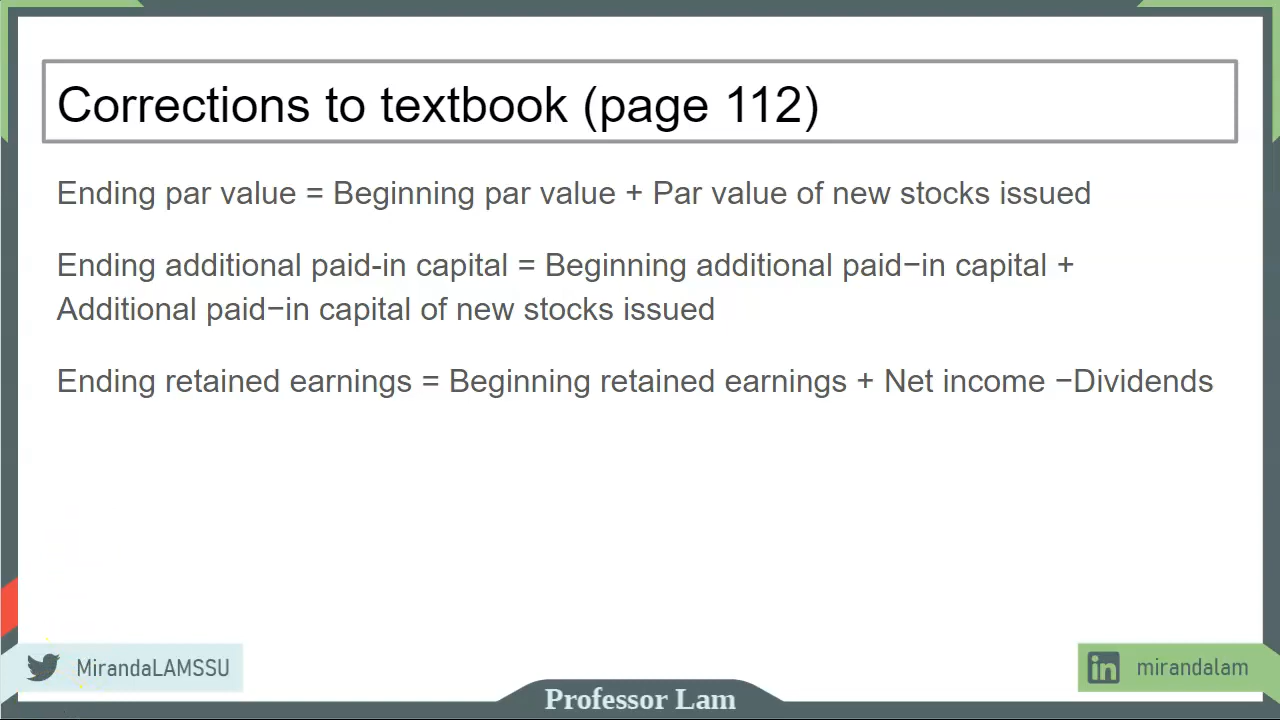 Corrections to textbook (page 112)
Ending par value = Beginning par value + Par value of new stocks issued
Ending additional paid-in capital = Beginning additional paid−in capital +
Additional paid−in capital of new stocks issued
Ending retained earnings = Beginning retained earnings + Net income −Dividends
MirandaLAMSSU
in mirandalam
Professor Lam